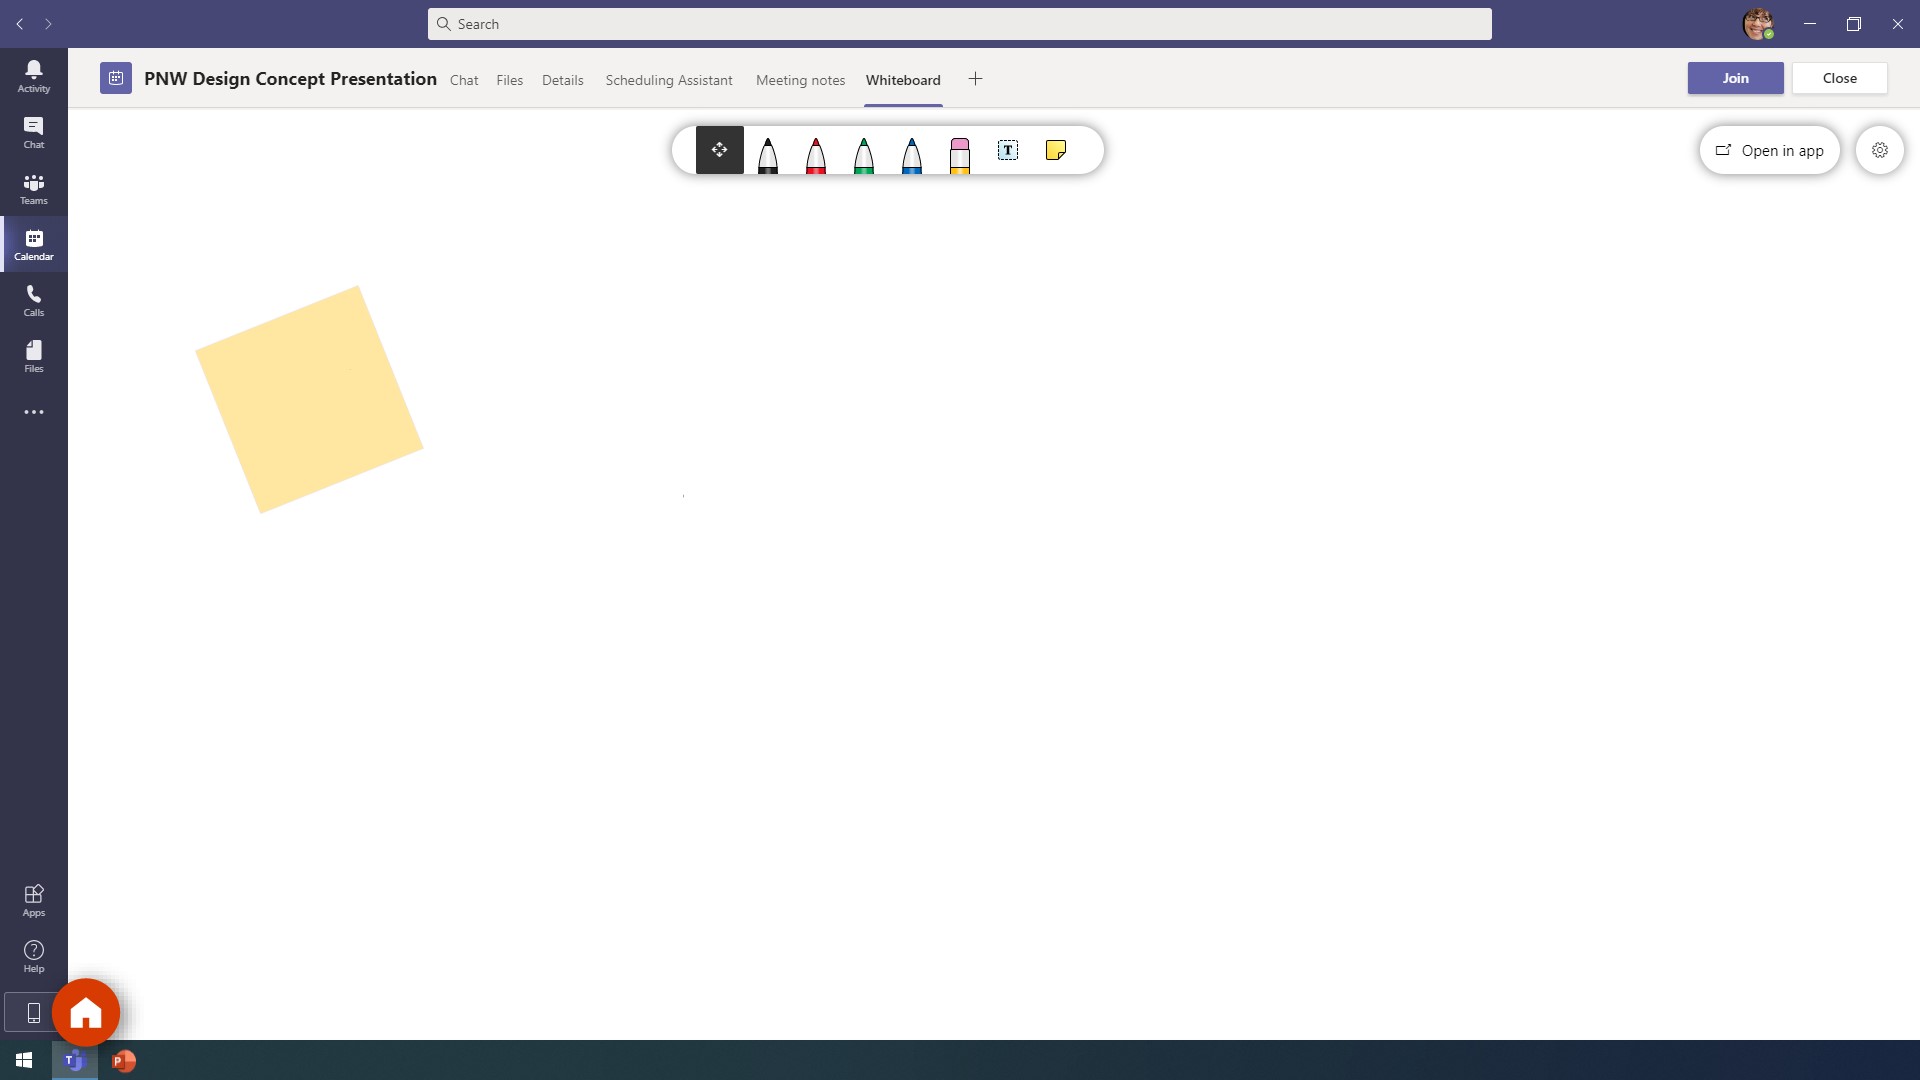 Search
PNW Design Concept Presentation
Chat
Files
Details
Scheduling Assistant
Meeting notes
Whiteboard
Join
Close
Activity
Chat
Teams
Calendar
Calls
Files
Apps
Help
T
Open in app
T
P